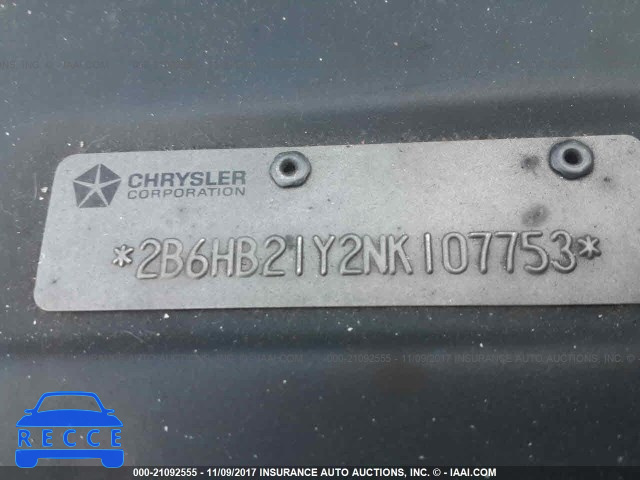 CHRYSLER
CORPORATION
*2B6HB21Y2NK107753*
RECCE
000-21092555 - 11/09/2017 INSURANCE AUTO AUCTIONS, INC. © - IAAI.COM